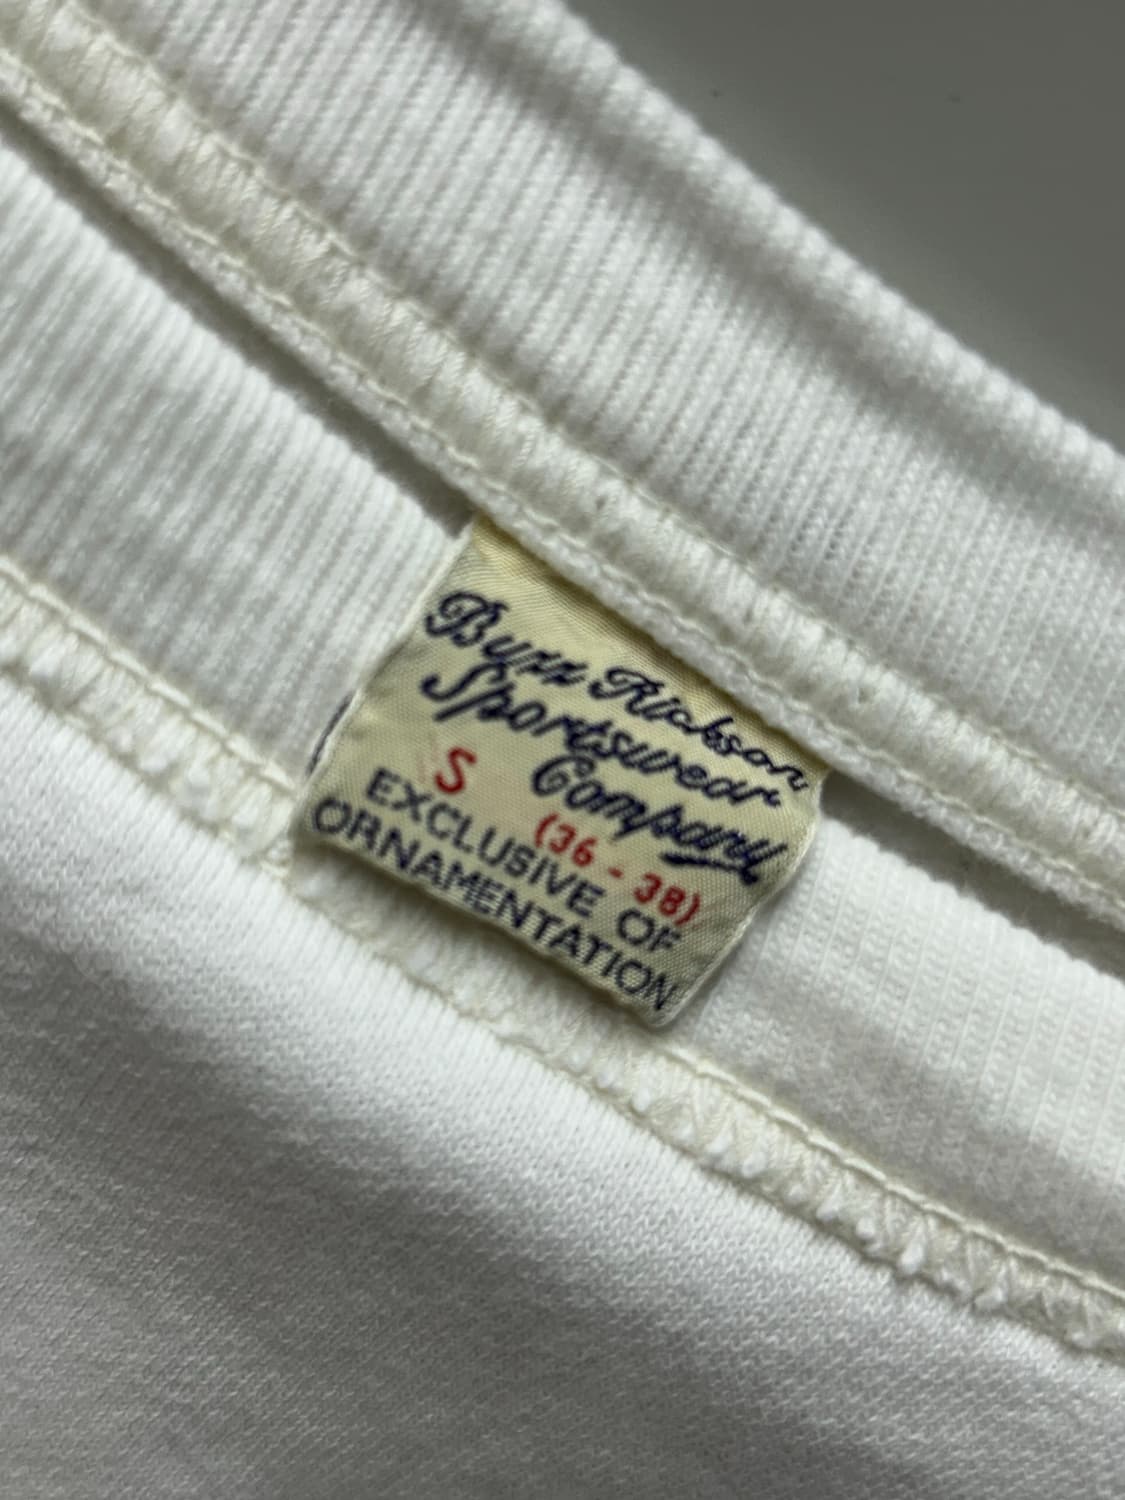 Buzz Rickson
Sportswear
Company
S (36 - 38)
EXCLUSIVE OF
ORNAMENTATION